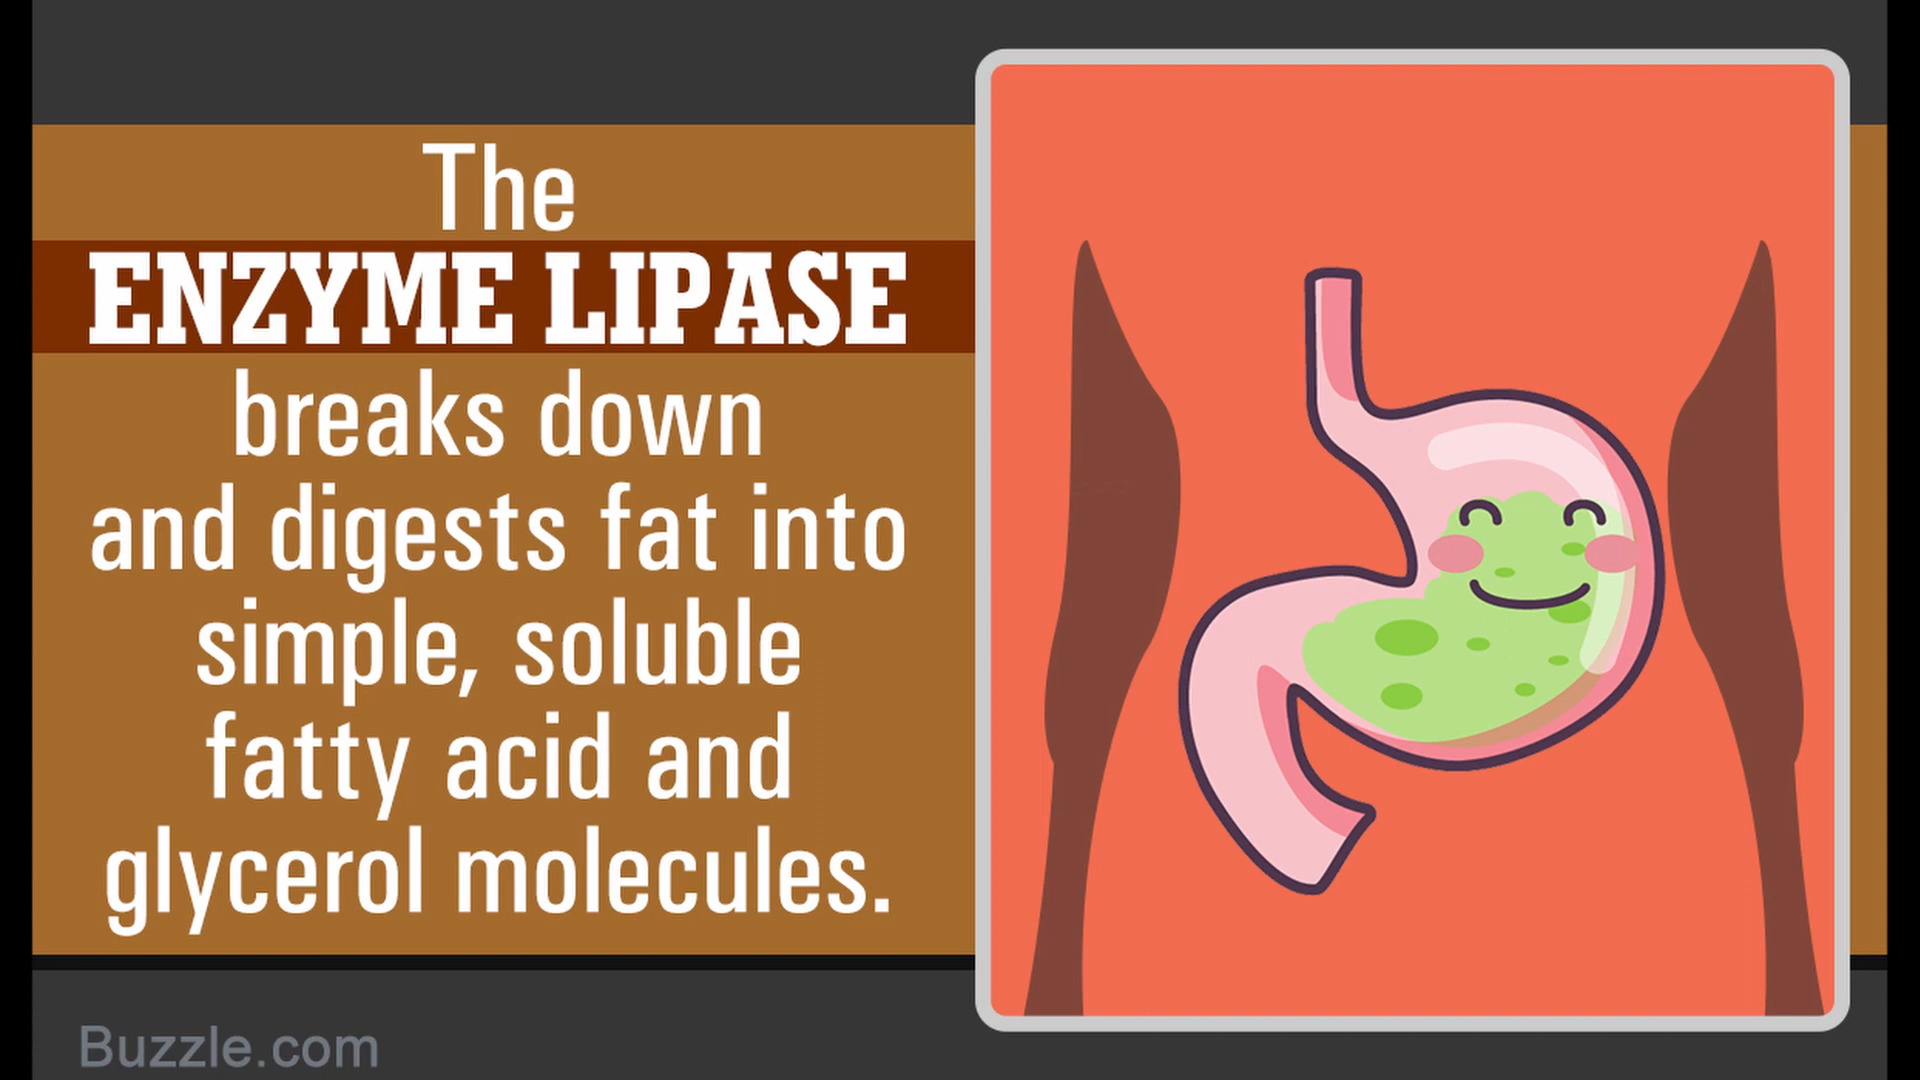 The
ENZYME LIPASE
breaks down
and digests fat into
simple, soluble
fatty acid and
glycerol molecules.
Buzzle.com